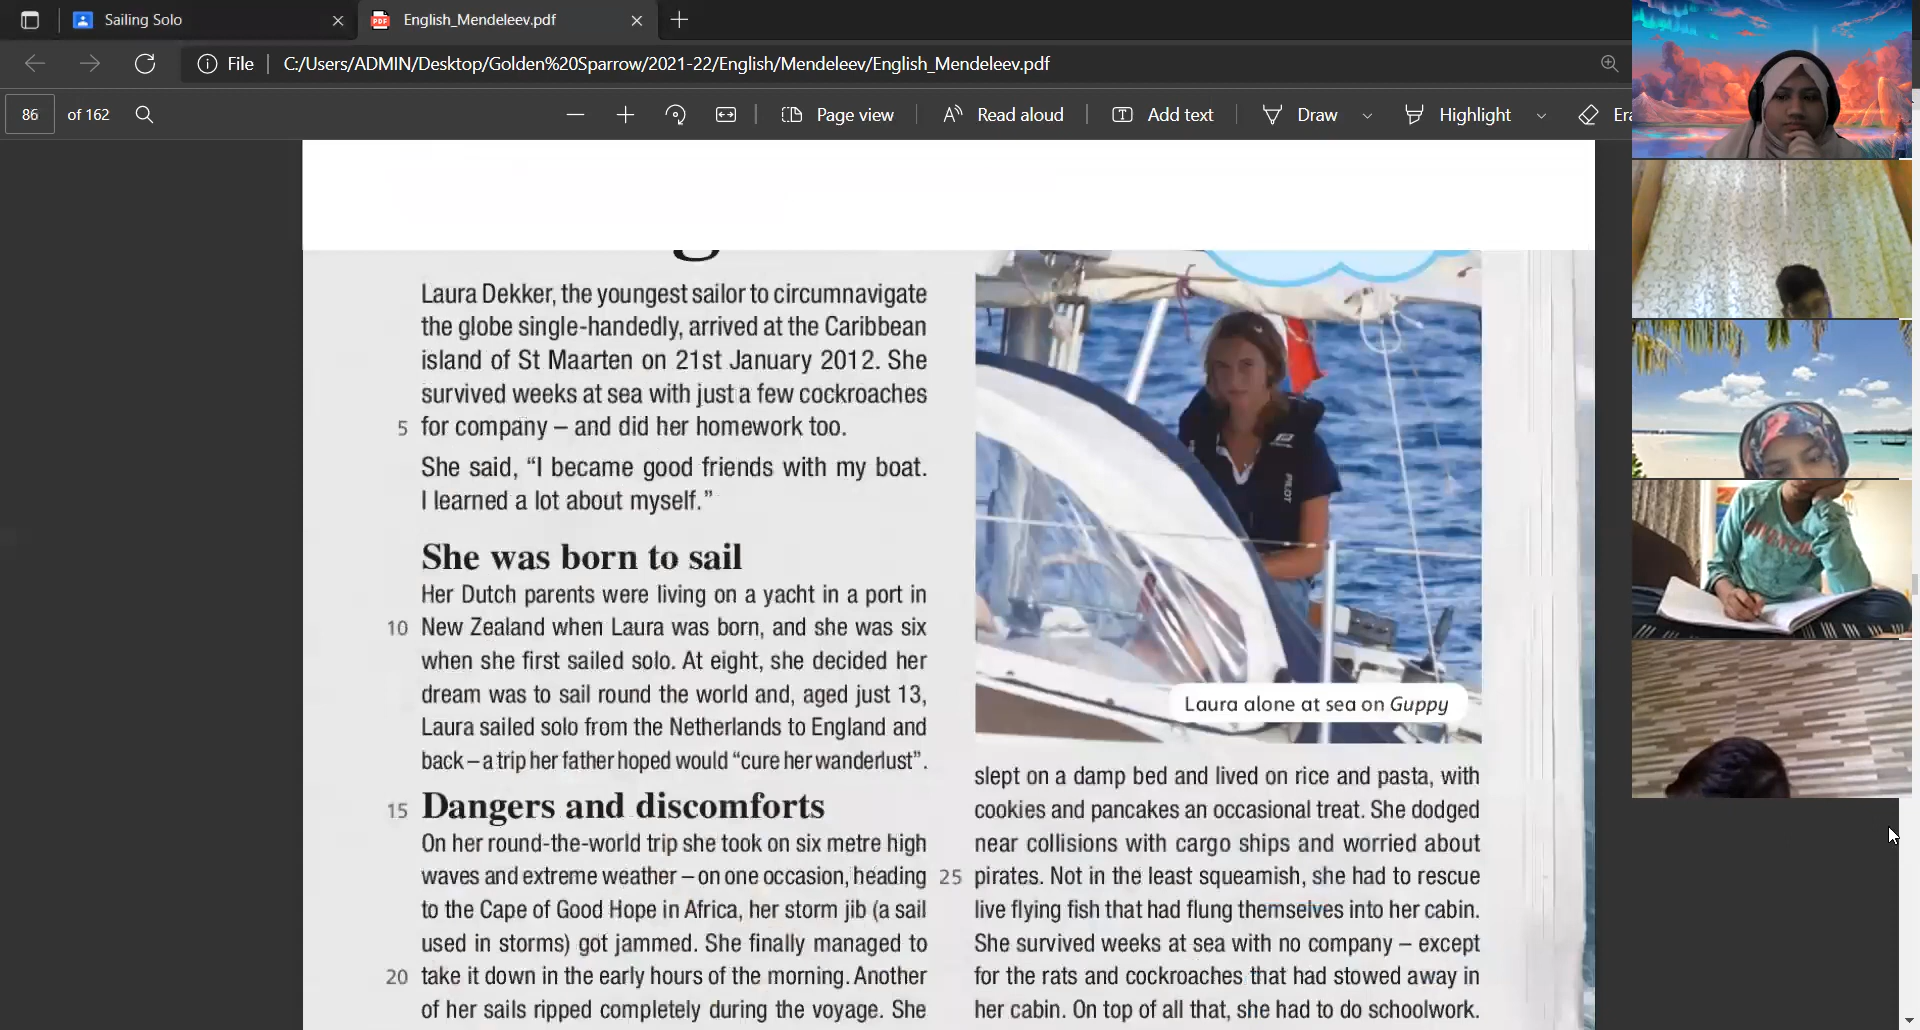 Sailing Solo
English_Mendeleev.pdf
File
C:/Users/ADMIN/Desktop/Golden%20Sparrow/2021-22/English/Mendeleev/English_Mendeleev.pdf
86 of 162
Page view
Read aloud
Add text
Draw
Highlight
Era
Laura Dekker, the youngest sailor to circumnavigate
the globe single-handedly, arrived at the Caribbean
island of St Maarten on 21st January 2012. She
survived weeks at sea with just a few cockroaches
5 for company – and did her homework too.
She said, “I became good friends with my boat.
I learned a lot about myself.”
She was born to sail
Her Dutch parents were living on a yacht in a port in
10 New Zealand when Laura was born, and she was six
when she first sailed solo. At eight, she decided her
dream was to sail round the world and, aged just 13,
Laura sailed solo from the Netherlands to England and
back – a trip her father hoped would “cure her wanderlust”.
15 Dangers and discomforts
On her round-the-world trip she took on six metre high
waves and extreme weather – on one occasion, heading
to the Cape of Good Hope in Africa, her storm jib (a sail
used in storms) got jammed. She finally managed to
20 take it down in the early hours of the morning. Another
of her sails ripped completely during the voyage. She
PILOT
Laura alone at sea on Guppy
slept on a damp bed and lived on rice and pasta, with
cookies and pancakes an occasional treat. She dodged
near collisions with cargo ships and worried about
25 pirates. Not in the least squeamish, she had to rescue
live flying fish that had flung themselves into her cabin.
She survived weeks at sea with no company – except
for the rats and cockroaches that had stowed away in
her cabin. On top of all that, she had to do schoolwork.